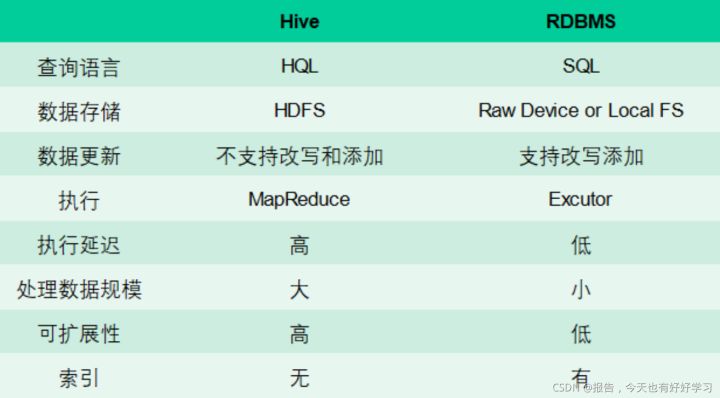 Hive RDBMS
查询语言 HQL SQL
数据存储 HDFS Raw Device or Local FS
数据更新 不支持改写和添加 支持改写添加
执行 MapReduce Excutor
执行延迟 高 低
处理数据规模 大 小
可扩展性 高 低
索引 无 有
CSDN @报告，今天也有好好学习